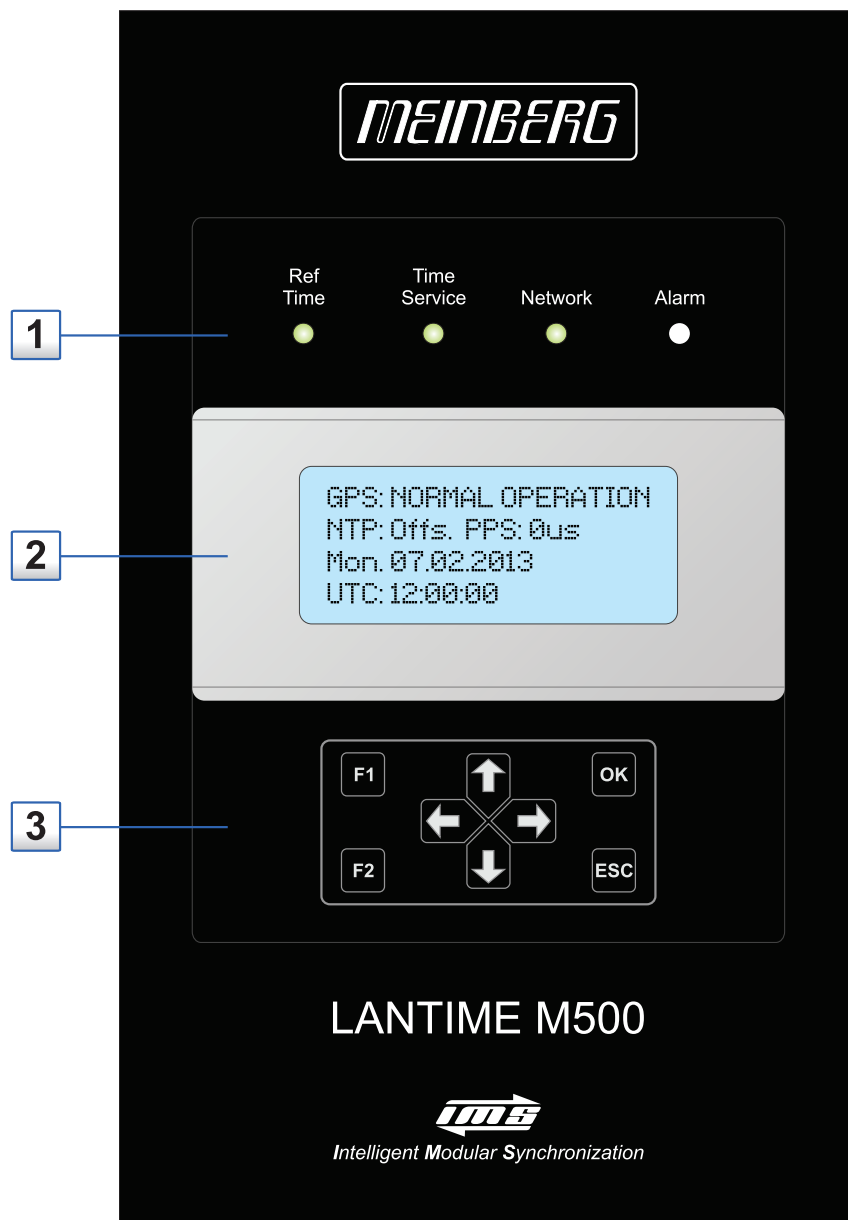 MEINBERG
Ref Time
Time Service
Network
Alarm
1
GPS: NORMAL OPERATION
NTP: Offs. PPS: 0us
Mon. 07.02.2013
UTC: 12:00:00
2
F1
OK
F2
ESC
3
LANTIME M500
IMS
Intelligent Modular Synchronization